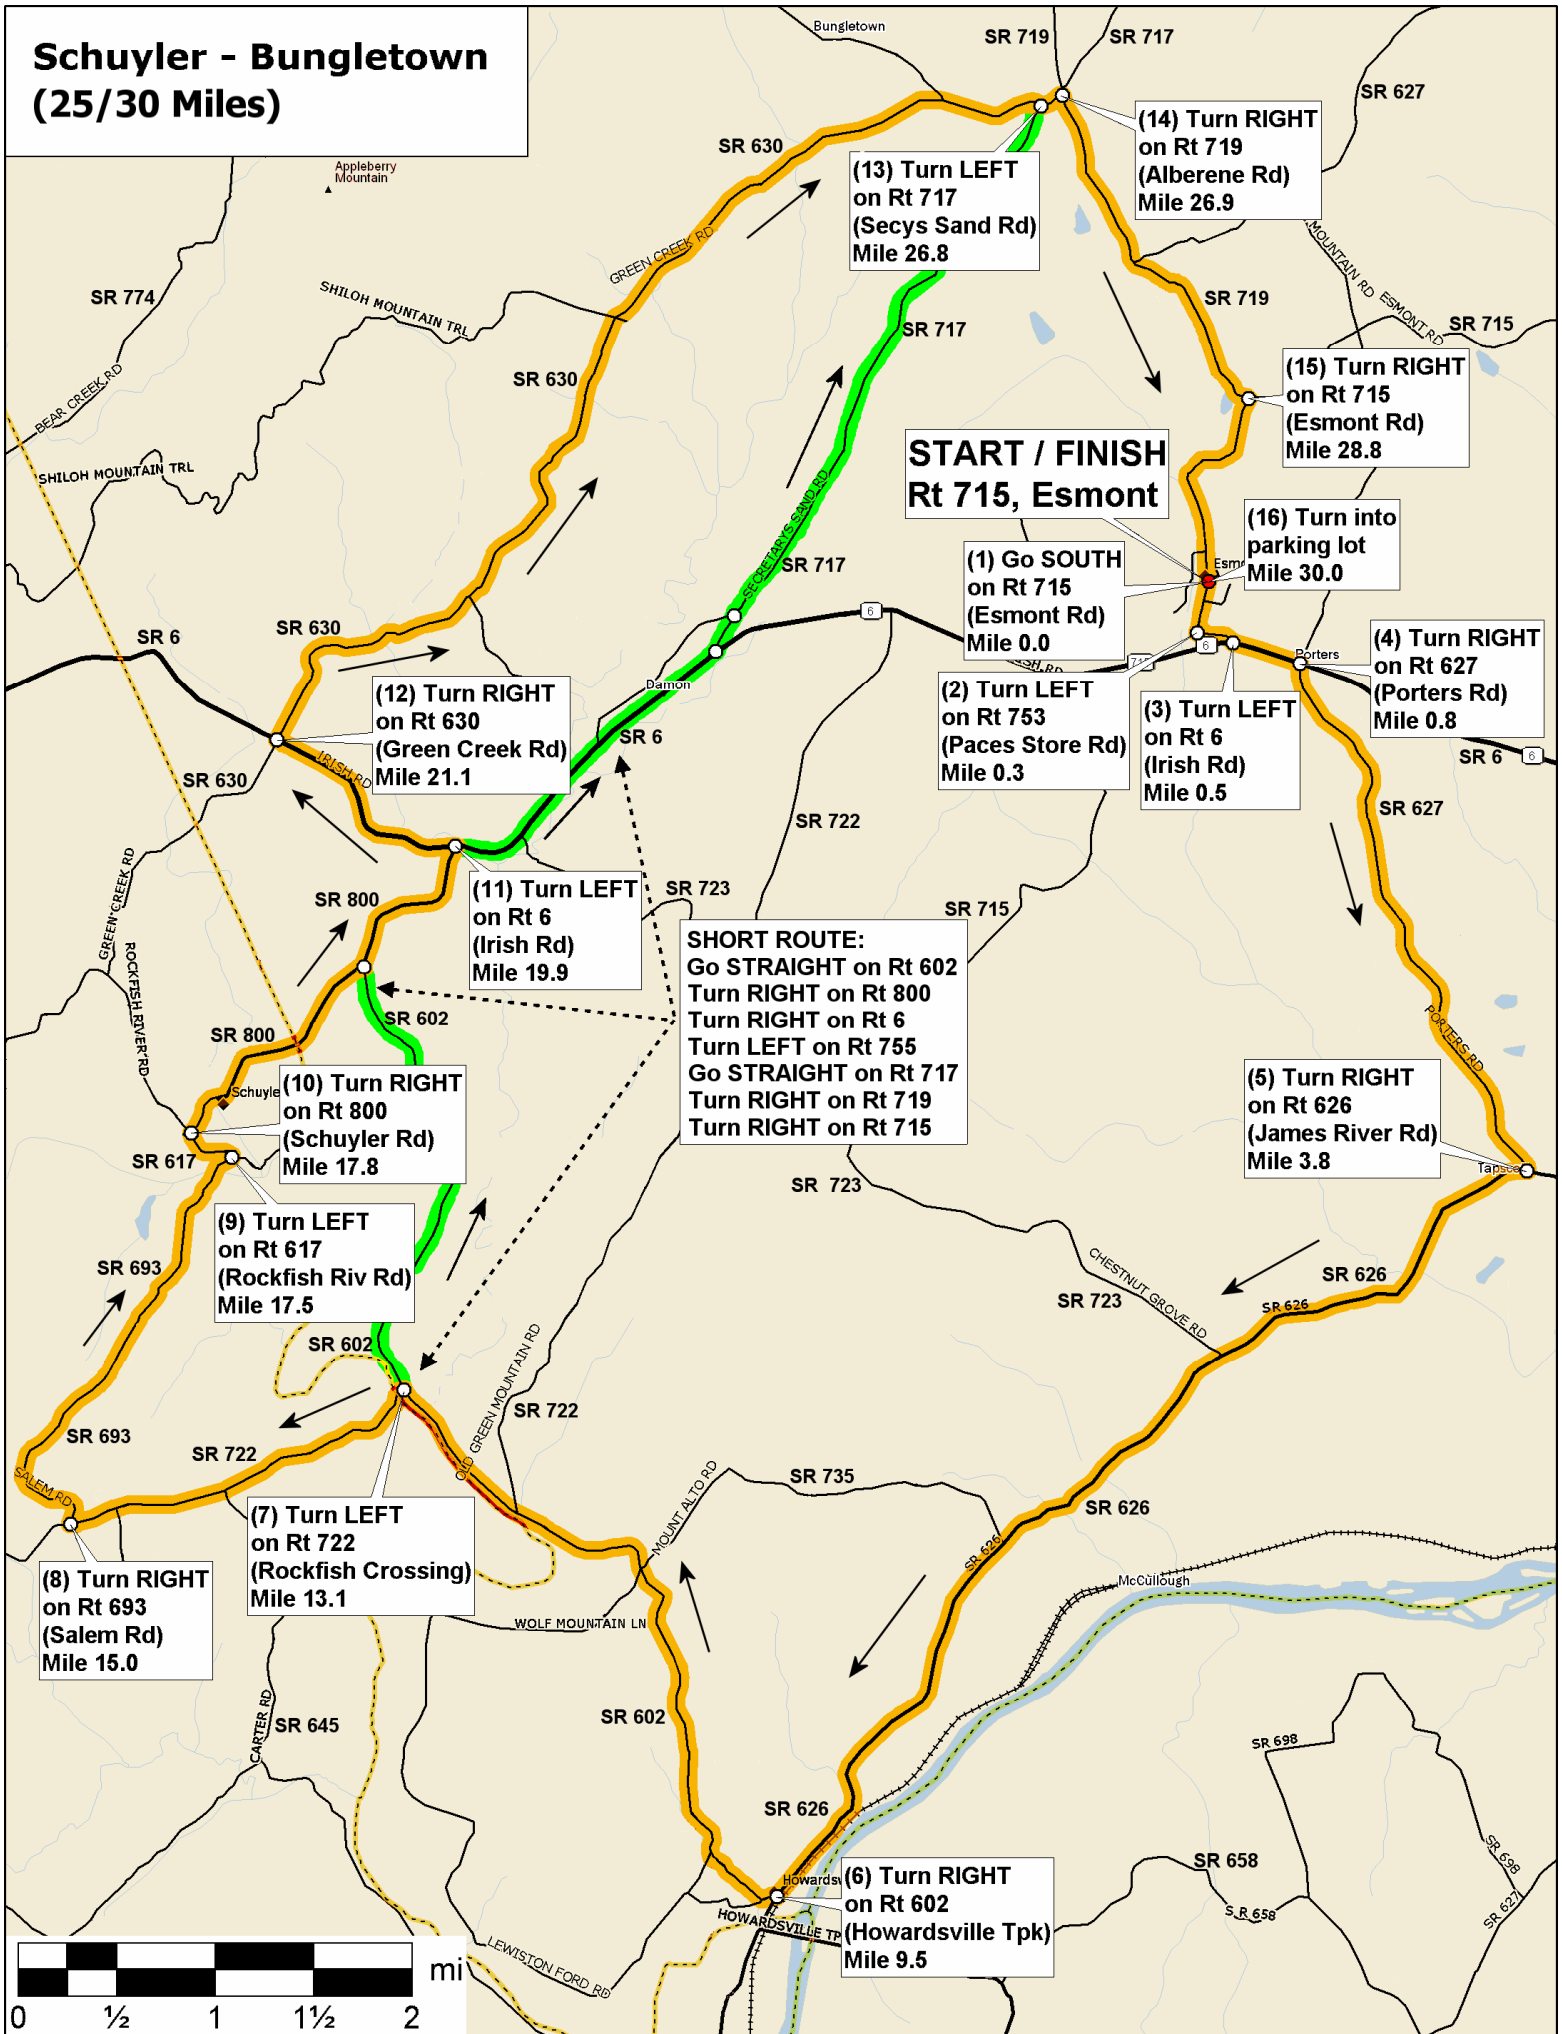 Schuyler - Bungletown
(25/30 Miles)
Bungletown
SR 719
SR 717
SR 627
Appleberry
Mountain
SR 630
(14) Turn RIGHT
on Rt 719
(Alberene Rd)
Mile 26.9
(13) Turn LEFT
on Rt 717
(Secys Sand Rd)
Mile 26.8
GREEN CREEK RD
MOUNTAIN RD
SR 774
SHILOH MOUNTAIN TRL
SR 719
ESMONT RD
SR 715
SR 717
SR 630
BEAR CREEK RD
(15) Turn RIGHT
on Rt 715
(Esmont Rd)
Mile 28.8
SHILOH MOUNTAIN TRL
START / FINISH
Rt 715, Esmont
SECRETARYS SAND RD
(16) Turn into
parking lot
Mile 30.0
(1) Go SOUTH
on Rt 715
(Esmont Rd)
Mile 0.0
SR 717
6
SR 630
SR 6
6
Porters
(4) Turn RIGHT
on Rt 627
(Porters Rd)
Mile 0.8
Damon
(12) Turn RIGHT
on Rt 630
(Green Creek Rd)
Mile 21.1
(2) Turn LEFT
on Rt 753
(Paces Store Rd)
Mile 0.3
(3) Turn LEFT
on Rt 6
(Irish Rd)
Mile 0.5
SR 6
SR 6
6
IRISH RD
SR 630
SR 627
SR 722
GREEN CREEK RD
(11) Turn LEFT
on Rt 6
(Irish Rd)
Mile 19.9
SR 723
SR 800
SR 715
ROCKFISH RIVER RD
SHORT ROUTE:
Go STRAIGHT on Rt 602
Turn RIGHT on Rt 800
Turn RIGHT on Rt 6
Turn LEFT on Rt 755
Go STRAIGHT on Rt 717
Turn RIGHT on Rt 719
Turn RIGHT on Rt 715
SR 602
SR 800
PORTERS RD
(10) Turn RIGHT
on Rt 800
(Schuyler Rd)
Mile 17.8
(5) Turn RIGHT
on Rt 626
(James River Rd)
Mile 3.8
SR 617
SR 723
(9) Turn LEFT
on Rt 617
(Rockfish Riv Rd)
Mile 17.5
SR 693
CHESTNUT GROVE RD
SR 626
SR 626
SR 723
SR 602
OLD GREEN MOUNTAIN RD
SR 722
SR 693
SR 722
SALEM RD
MOUNT ALTO RD
SR 735
SR 626
(7) Turn LEFT
on Rt 722
(Rockfish Crossing)
Mile 13.1
SR 626
McCullough
(8) Turn RIGHT
on Rt 693
(Salem Rd)
Mile 15.0
WOLF MOUNTAIN LN
CARTER RD
SR 645
SR 602
SR 698
SR 626
SR 698
SR 658
(6) Turn RIGHT
on Rt 602
(Howardsville Tpk)
Mile 9.5
S R 658
SR 627
LEWISTON FORD RD
mi
0 ½ 1 1½ 2